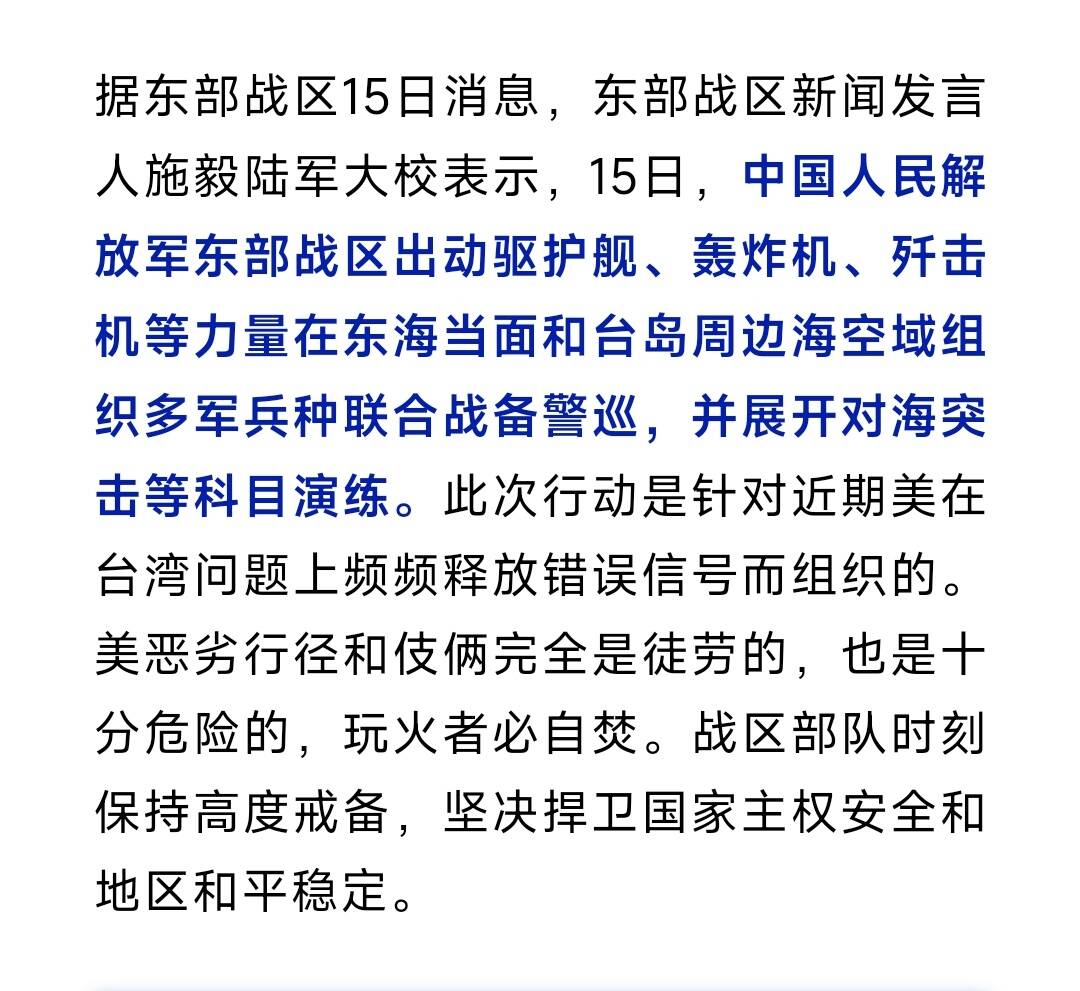 据东部战区15日消息，东部战区新闻发言
人施毅陆军大校表示，15日，中国人民解
放军东部战区出动驱护舰、轰炸机、歼击
机等力量在东海当面和台岛周边海空域组
织多军兵种联合战备警巡，并展开对海突
击等科目演练。此次行动是针对近期美在
台湾问题上频频释放错误信号而组织的。
美恶劣行径和伎俩完全是徒劳的，也是十
分危险的，玩火者必自焚。战区部队时刻
保持高度戒备，坚决捍卫国家主权安全和
地区和平稳定。